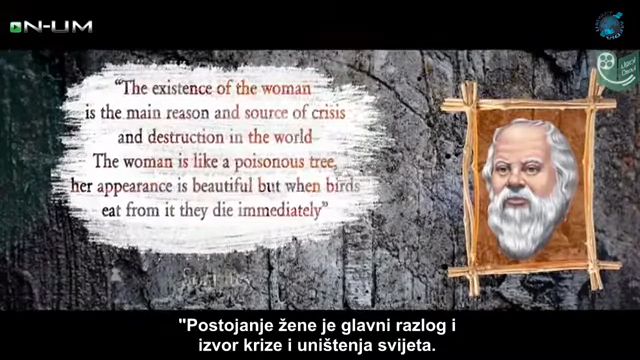 N-UM
"The existence of the woman
is the main reason and source of crisis
and destruction in the world
The woman is like a poisonous tree,
her appearance is beautiful but when birds
eat from it they die immediately"
"Postojanje žene je glavni razlog i
izvor krize i uništenja svijeta.